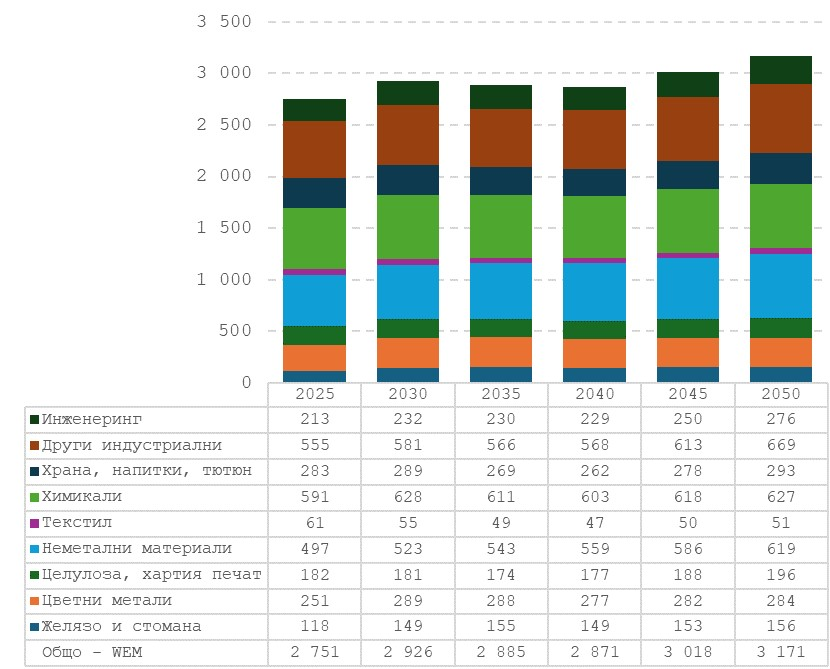 3 500
3 000
2 500
2 000
1 500
1 000
500
0
2025 2030 2035 2040 2045 2050
Инженеринг 213 232 230 229 250 276
Други индустриални 555 581 566 568 613 669
Храна, напитки, тютюн 283 289 269 262 278 293
Химикали 591 628 611 603 618 627
Текстил 61 55 49 47 50 51
Неметални материали 497 523 543 559 586 619
Целулоза, хартия печат 182 181 174 177 188 196
Цветни метали 251 289 288 277 282 284
Желязо и стомана 118 149 155 149 153 156
Общо - WEM 2 751 2 926 2 885 2 871 3 018 3 171